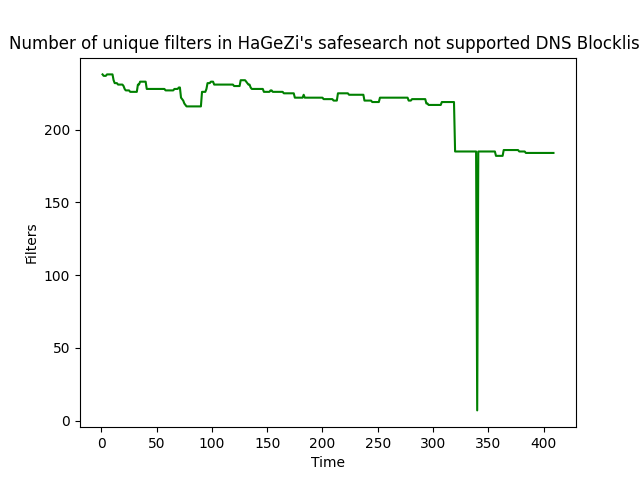 Number of unique filters in HaGeZi's safesearch not supported DNS Blocklis
200
150
100
50
0
Filters
0 50 100 150 200 250 300 350 400
Time